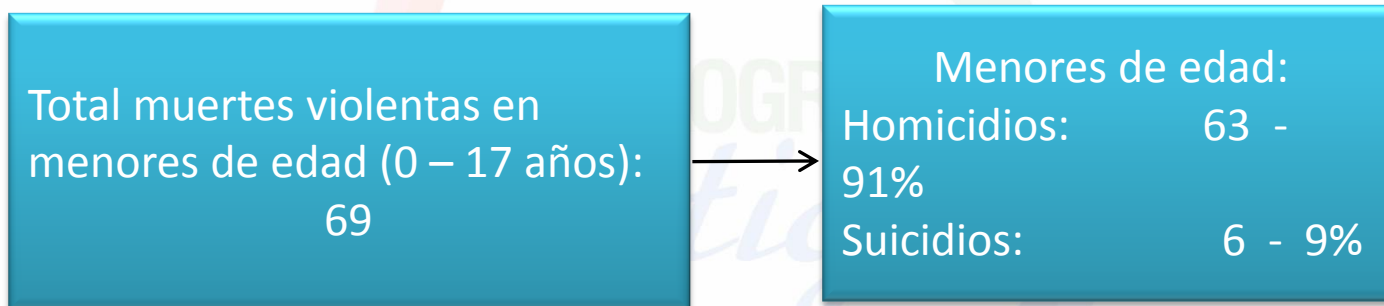 Total muertes violentas en
menores de edad (0 – 17 años):
69
Menores de edad:
Homicidios: 63 -
91%
Suicidios: 6 - 9%